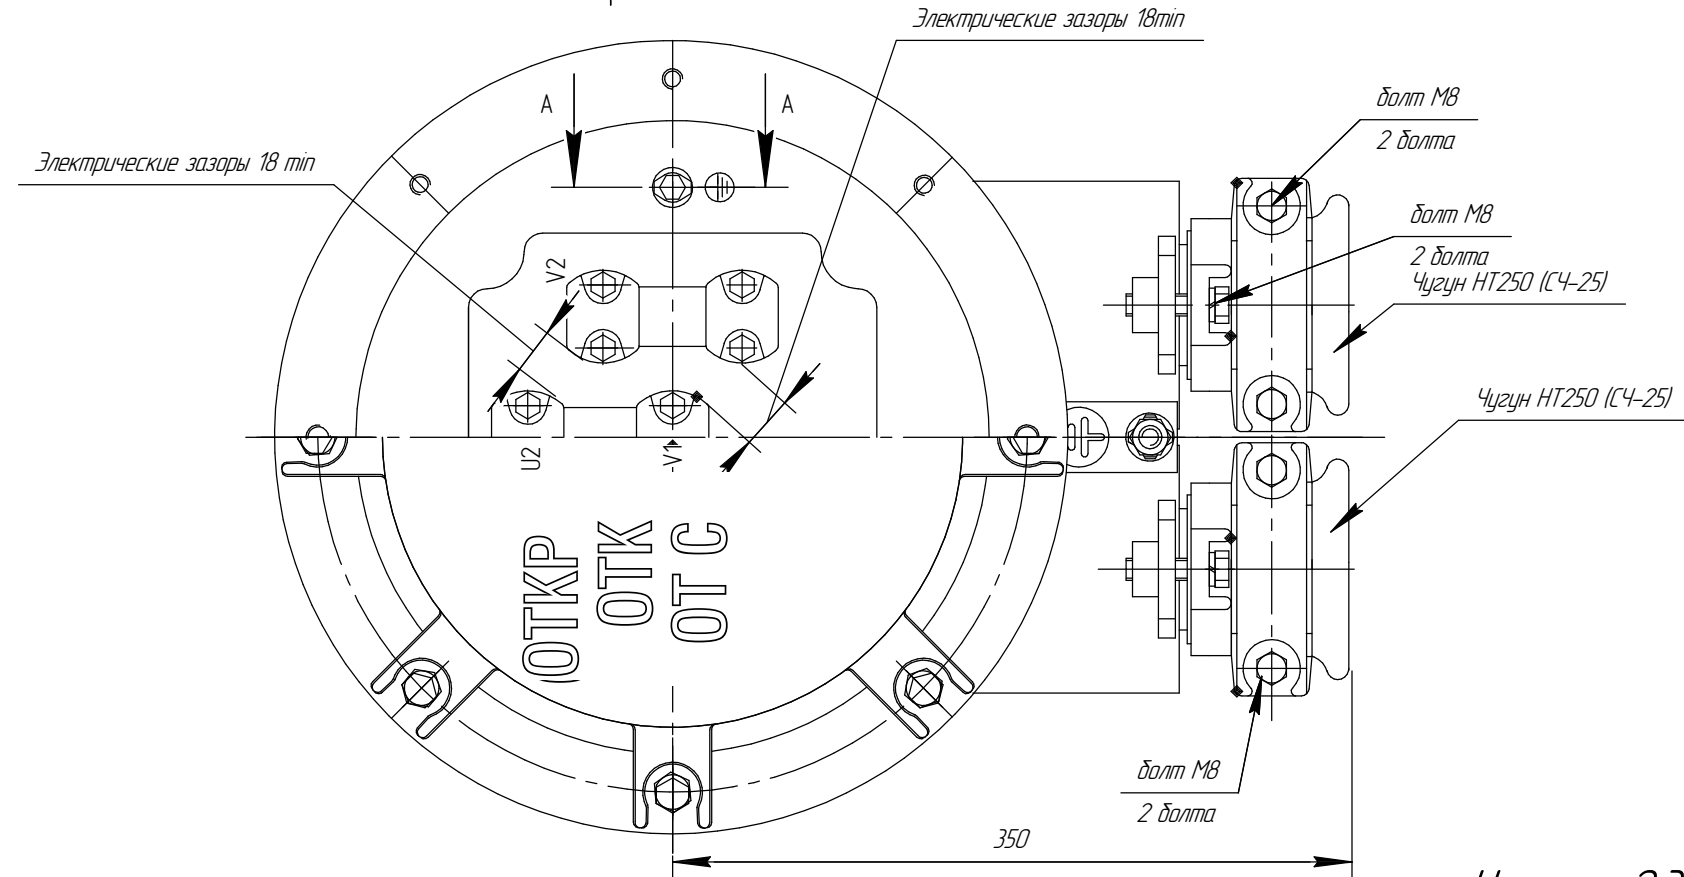 Электрические зазоры 18min
А
А
болт М8
2 болта
Электрические зазоры 18 min
болт М8
2 болта
Чугун НТ250 (СЧ-25)
V2
Чугун НТ250 (СЧ-25)
U2
V1
ОТКР
ОТК
ОТ С
болт М8
2 болта
350